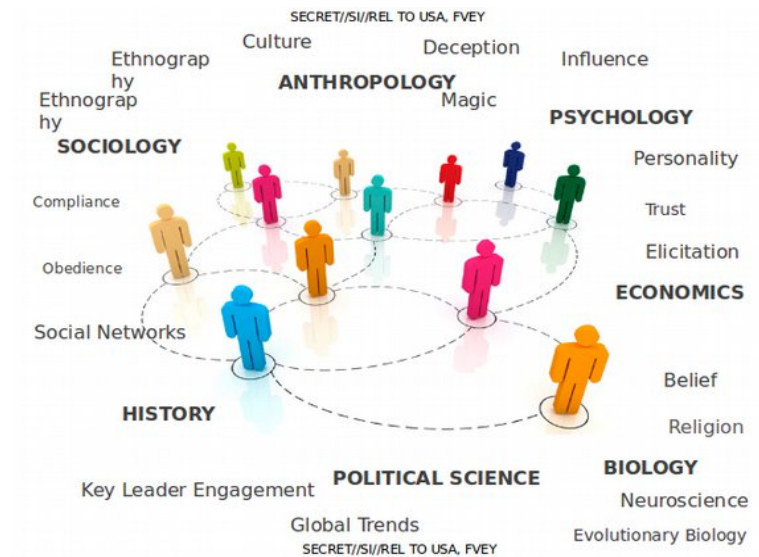 SECRET//SI//REL TO USA, FVEY
Culture
Deception
Ethnograp
hy
Influence
ANTHROPOLOGY
Ethnograp
hy
Magic
PSYCHOLOGY
SOCIOLOGY
Personality
Compliance
Trust
Elicitation
Obedience
ECONOMICS
Social Networks
Belief
HISTORY
Religion
BIOLOGY
POLITICAL SCIENCE
Key Leader Engagement
Neuroscience
Global Trends
Evolutionary Biology
SECRET//SI//REL TO USA, FVEY